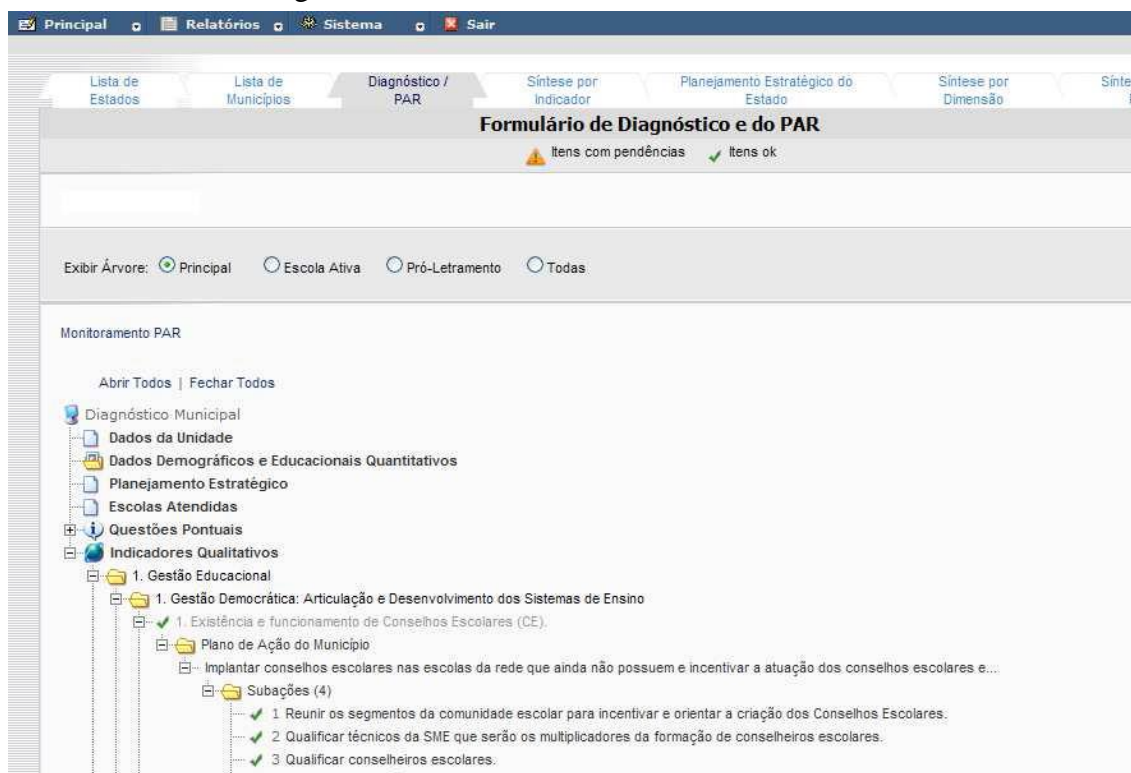 Principal Relatórios Sistema Sair
Lista de Estados Lista de Municípios Diagnóstico / PAR Síntese por Indicador Planejamento Estratégico do Estado Síntese por Dimensão
Formulário de Diagnóstico e do PAR
Itens com pendências Itens ok
Exibir Árvore: Principal Escola Ativa Pró-Letramento Todas
Monitoramento PAR
Abrir Todos | Fechar Todos
Diagnóstico Municipal
Dados da Unidade
Dados Demográficos e Educacionais Quantitativos
Planejamento Estratégico
Escolas Atendidas
Questões Pontuais
Indicadores Qualitativos
1. Gestão Educacional
1. Gestão Democrática: Articulação e Desenvolvimento dos Sistemas de Ensino
1. Existência e funcionamento de Conselhos Escolares (CE).
Plano de Ação do Município
Implantar conselhos escolares nas escolas da rede que ainda não possuem e incentivar a atuação dos conselhos escolares e...
Subações (4)
1 Reunir os segmentos da comunidade escolar para incentivar e orientar a criação dos Conselhos Escolares.
2 Qualificar técnicos da SME que serão os multiplicadores da formação de conselheiros escolares.
3 Qualificar conselheiros escolares.